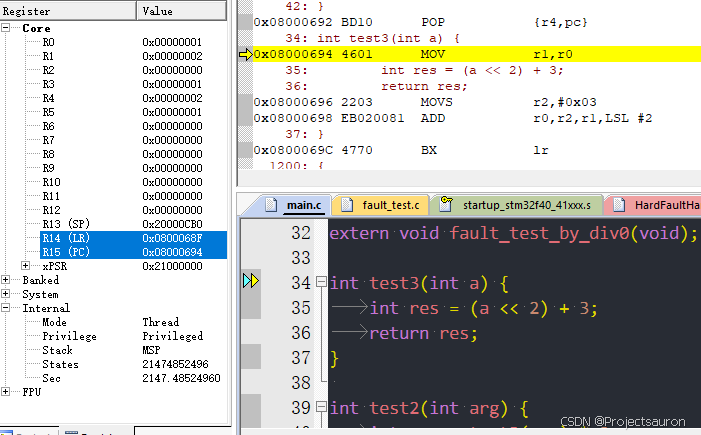 Register
Value
Core
R0 0x00000001
R1 0x00000002
R2 0x00000000
R3 0x00000001
R4 0x00000002
R5 0x00000001
R6 0x00000000
R7 0x00000000
R8 0x00000000
R9 0x00000000
R10 0x00000000
R11 0x00000000
R12 0x00000000
R13 (SP) 0x20000CB0
R14 (LR) 0x0800068F
R15 (PC) 0x08000694
xPSR 0x21000000
Banked
System
Internal
Mode Thread
Privilege Privileged
Stack MSP
States 21474852496
Sec 2147.48524960
FPU
42: }
0x08000692 BD10 POP {r4,pc}
34: int test3(int a) {
0x08000694 4601 MOV r1,r0
35: int res = (a << 2) + 3;
36: return res;
0x08000696 2203 MOVS r2,#0x03
0x08000698 EB020081 ADD r0,r2,r1,LSL #2
37: }
0x0800069C 4770 BX lr
1200: {
main.c
fault_test.c
startup_stm32f40_41xxx.s
HardFaultHa
32 extern void fault_test_by_div0(void);
33
34 int test3(int a) {
35 int res = (a << 2) + 3;
36 return res;
37 }
38
39 int test2(int arg) {
CSDN @Projectsauron